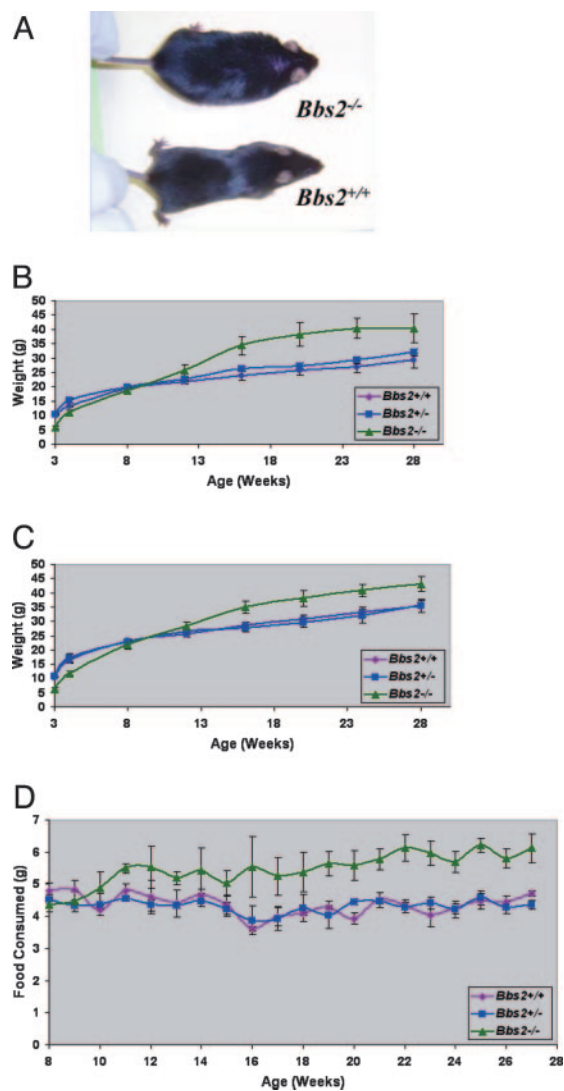 A
Bbs2-/-
Bbs2+/+
B
50
45
40
35
30
25
20
15
10
5
0
Weight (g)
3 8 13 18 23 28
Age (Weeks)
Bbs2+/+
Bbs2+/-
Bbs2-/-
C
50
45
40
35
30
25
20
15
10
5
0
Weight (g)
3 8 13 18 23 28
Age (Weeks)
Bbs2+/+
Bbs2+/-
Bbs2-/-
D
7
6
5
4
3
2
1
0
Food Consumed (g)
8 10 12 14 16 18 20 22 24 26 28
Age (Weeks)
Bbs2+/+
Bbs2+/-
Bbs2-/-